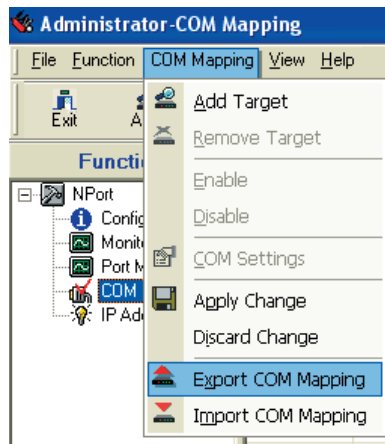 Administrator-COM Mapping
File Function COM Mapping View Help
Exit
Add Target
Remove Target
Enable
Disable
COM Settings
Apply Change
Discard Change
Export COM Mapping
Import COM Mapping
NPort
COM